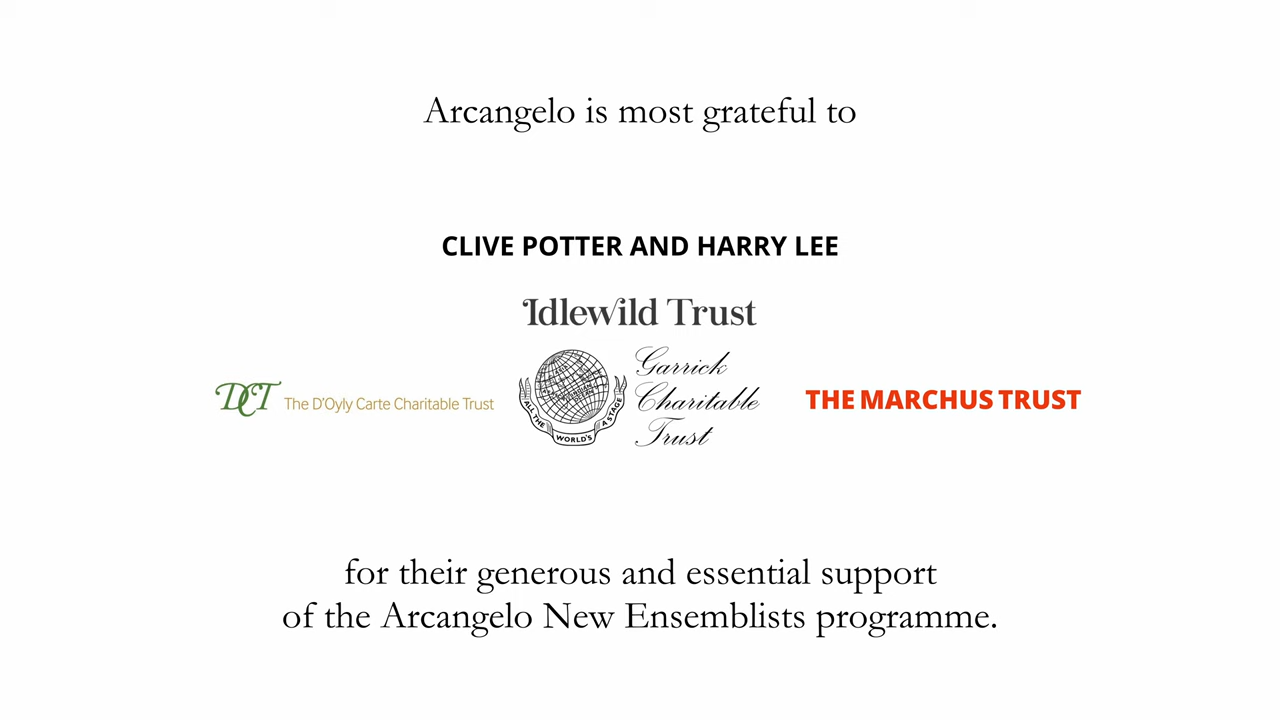 Arcangelo is most grateful to
CLIVE POTTER AND HARRY LEE
Idlewild Trust
DCT The D'Oyly Carte Charitable Trust
ALL THE WORLD'S A STAGE
Garrick
Charitable
Trust
THE MARCHUS TRUST
for their generous and essential support
of the Arcangelo New Ensemblists programme.